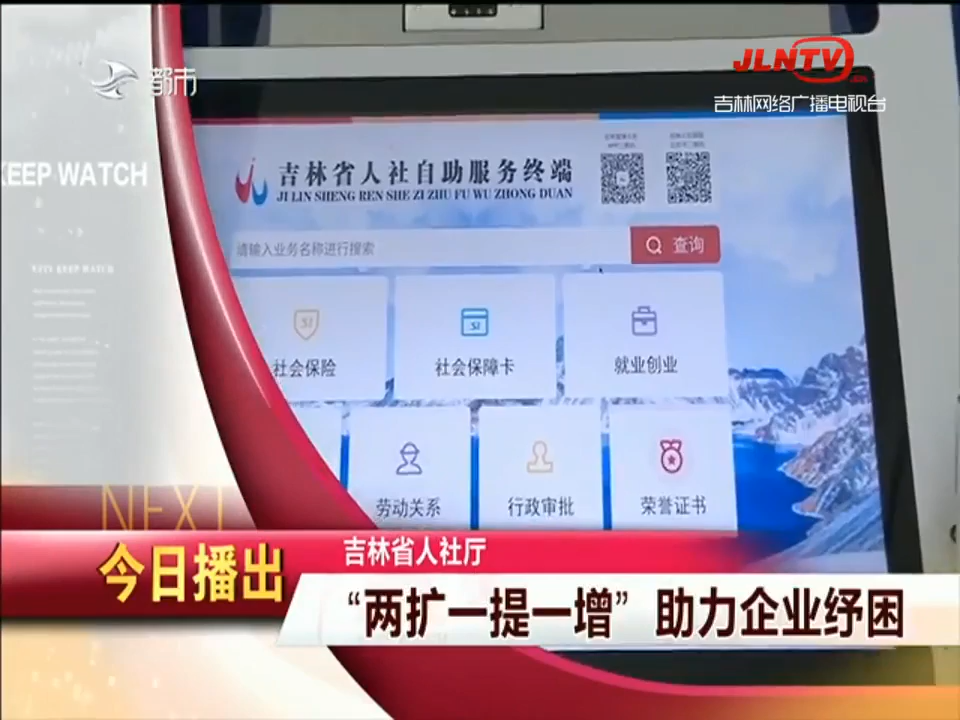 都市
JLNTV
.CN
吉林网络广播电视台
KEEP WATCH
吉林省人社自助服务终端
JI LIN SHENG REN SHE ZI ZHU FU WU ZHONG DUAN
请输入业务名称进行搜索
查询
社会保险
社会保障卡
就业创业
劳动关系
行政审批
荣誉证书
NEXT
今日播出
吉林省人社厅
“两扩一提一增” 助力企业纾困